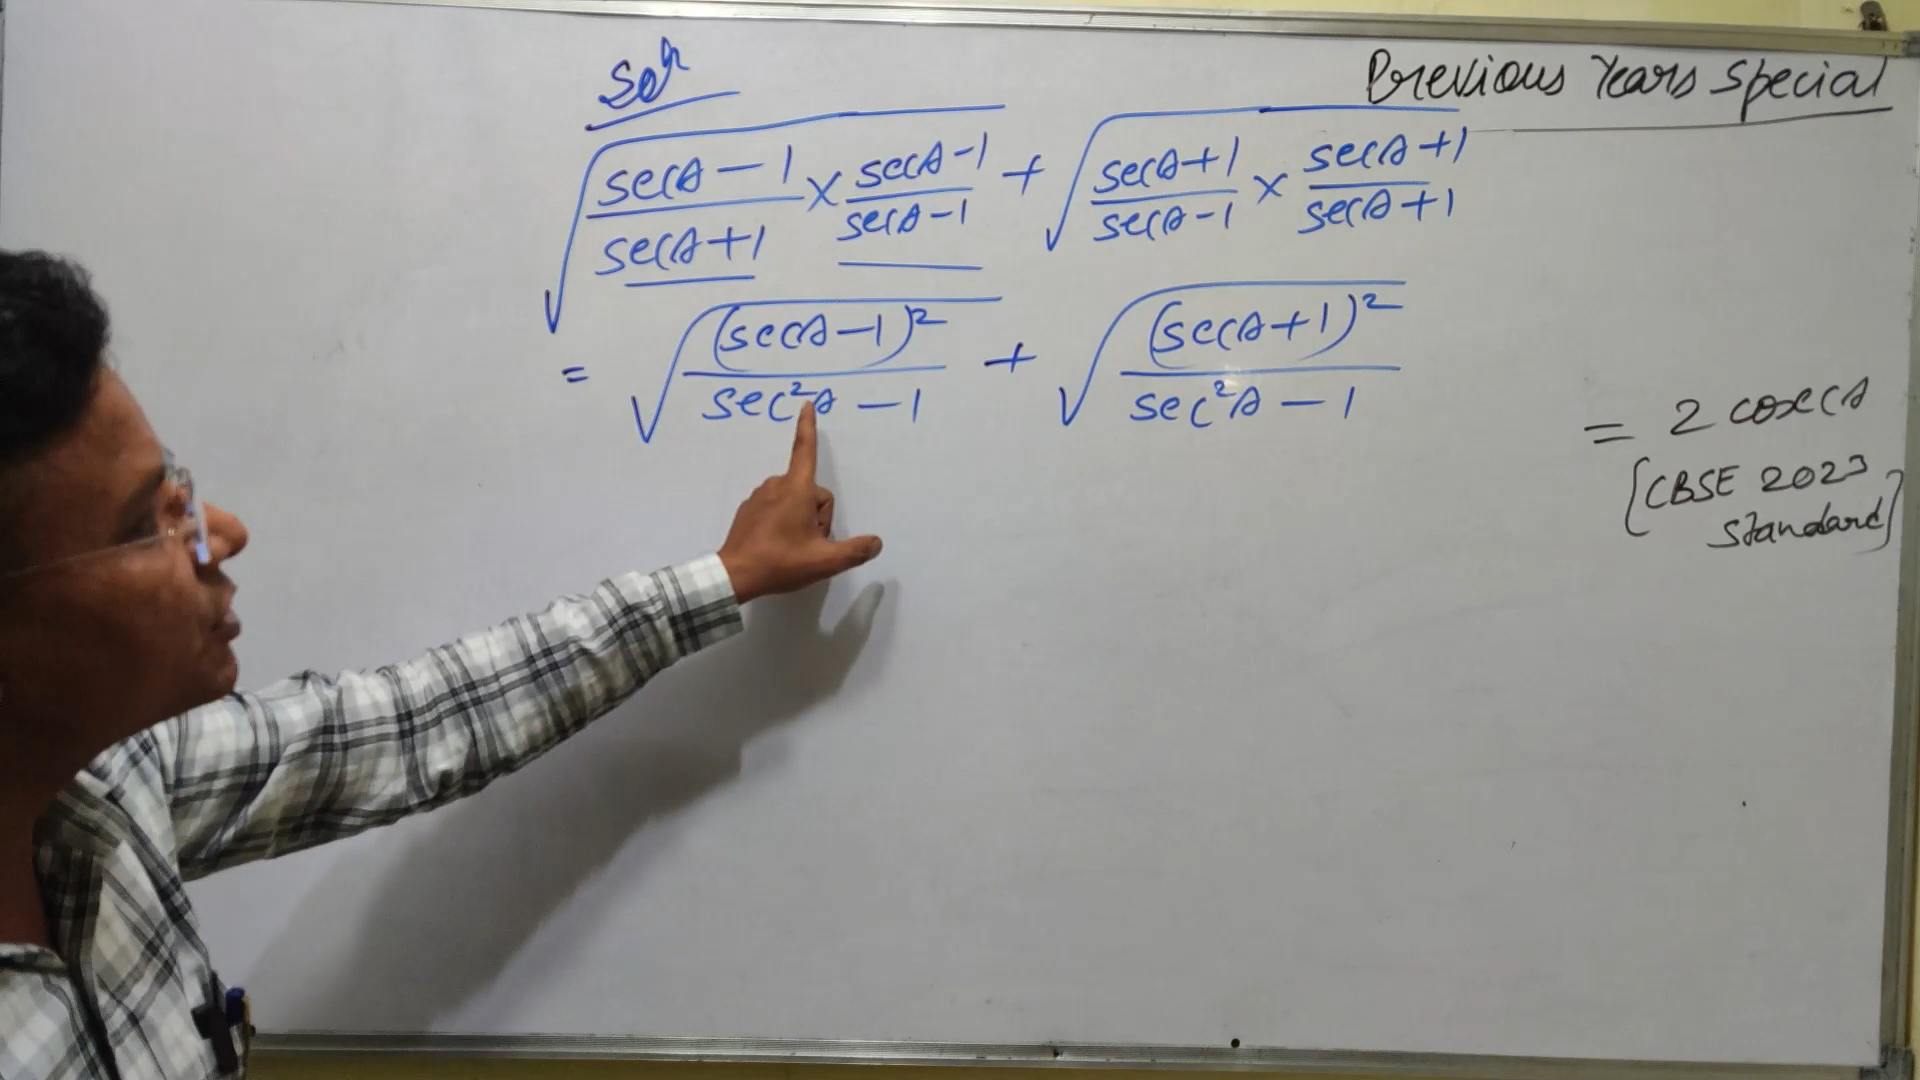 Previous Years Special
Solⁿ
√((secA-1)/(secA+1) × (secA-1)/(secA-1)) + √((secA+1)/(secA-1) × (secA+1)/(secA+1))
= √((secA-1)²/(sec²A-1)) + √((secA+1)²/(sec²A-1))
= 2 cosecA
[CBSE 2023
Standard]